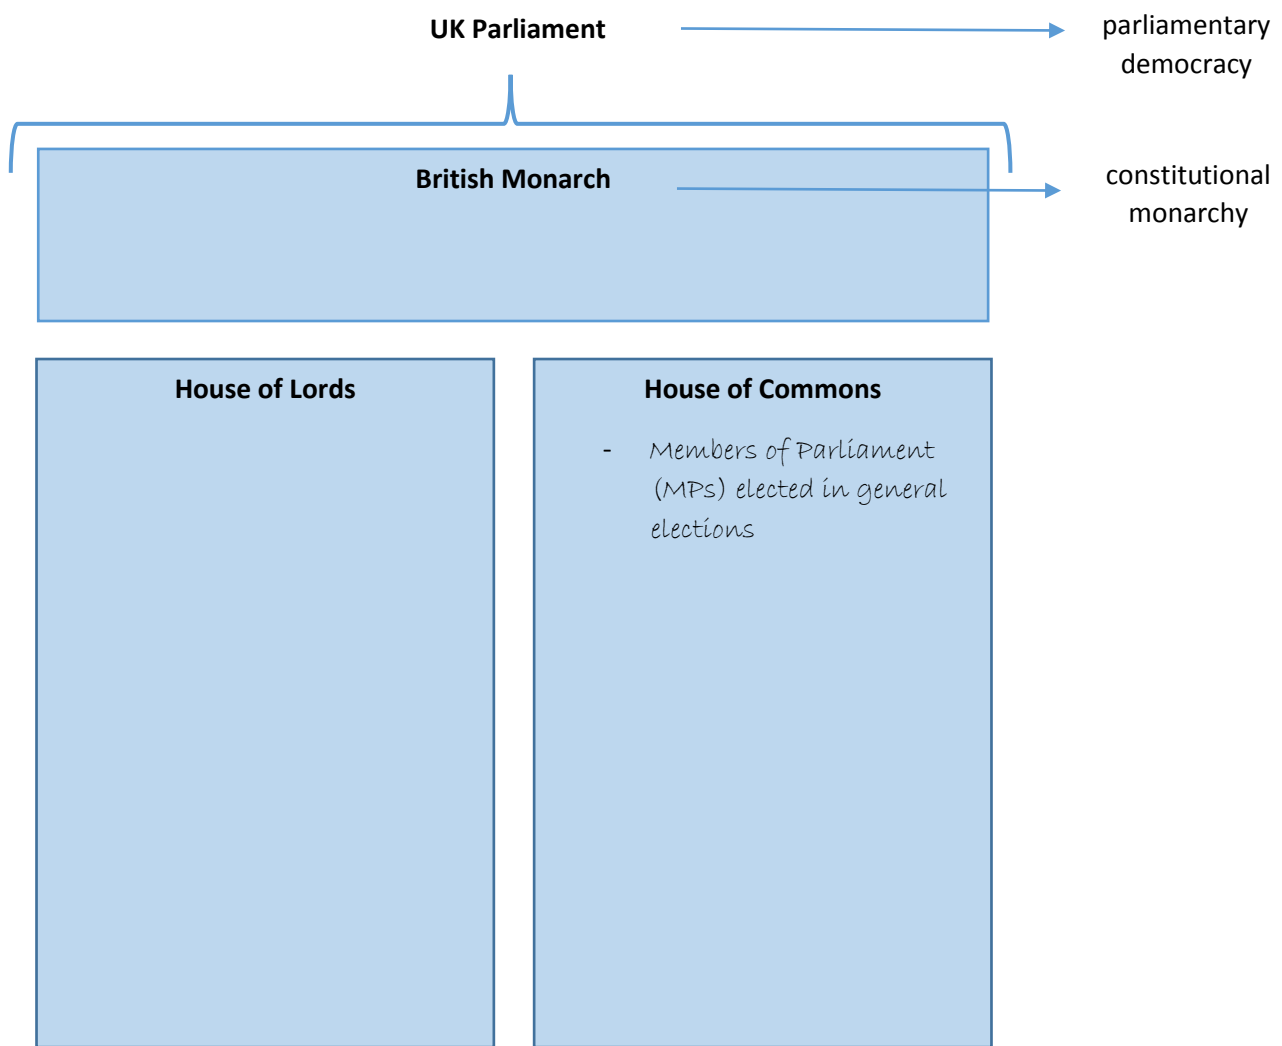 UK Parliament
parliamentary
democracy
British Monarch
constitutional
monarchy
House of Lords
House of Commons
- Members of Parliament
(MPs) elected in general
elections